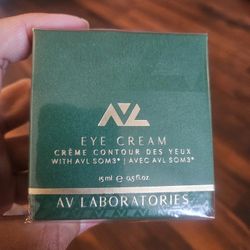 AVL
EYE CREAM
CRÈME CONTOUR DES YEUX
WITH AVL SOM3* | AVEC AVL SOM3*
15 ml ℮ 0.5 fl.oz.
AV LABORATORIES